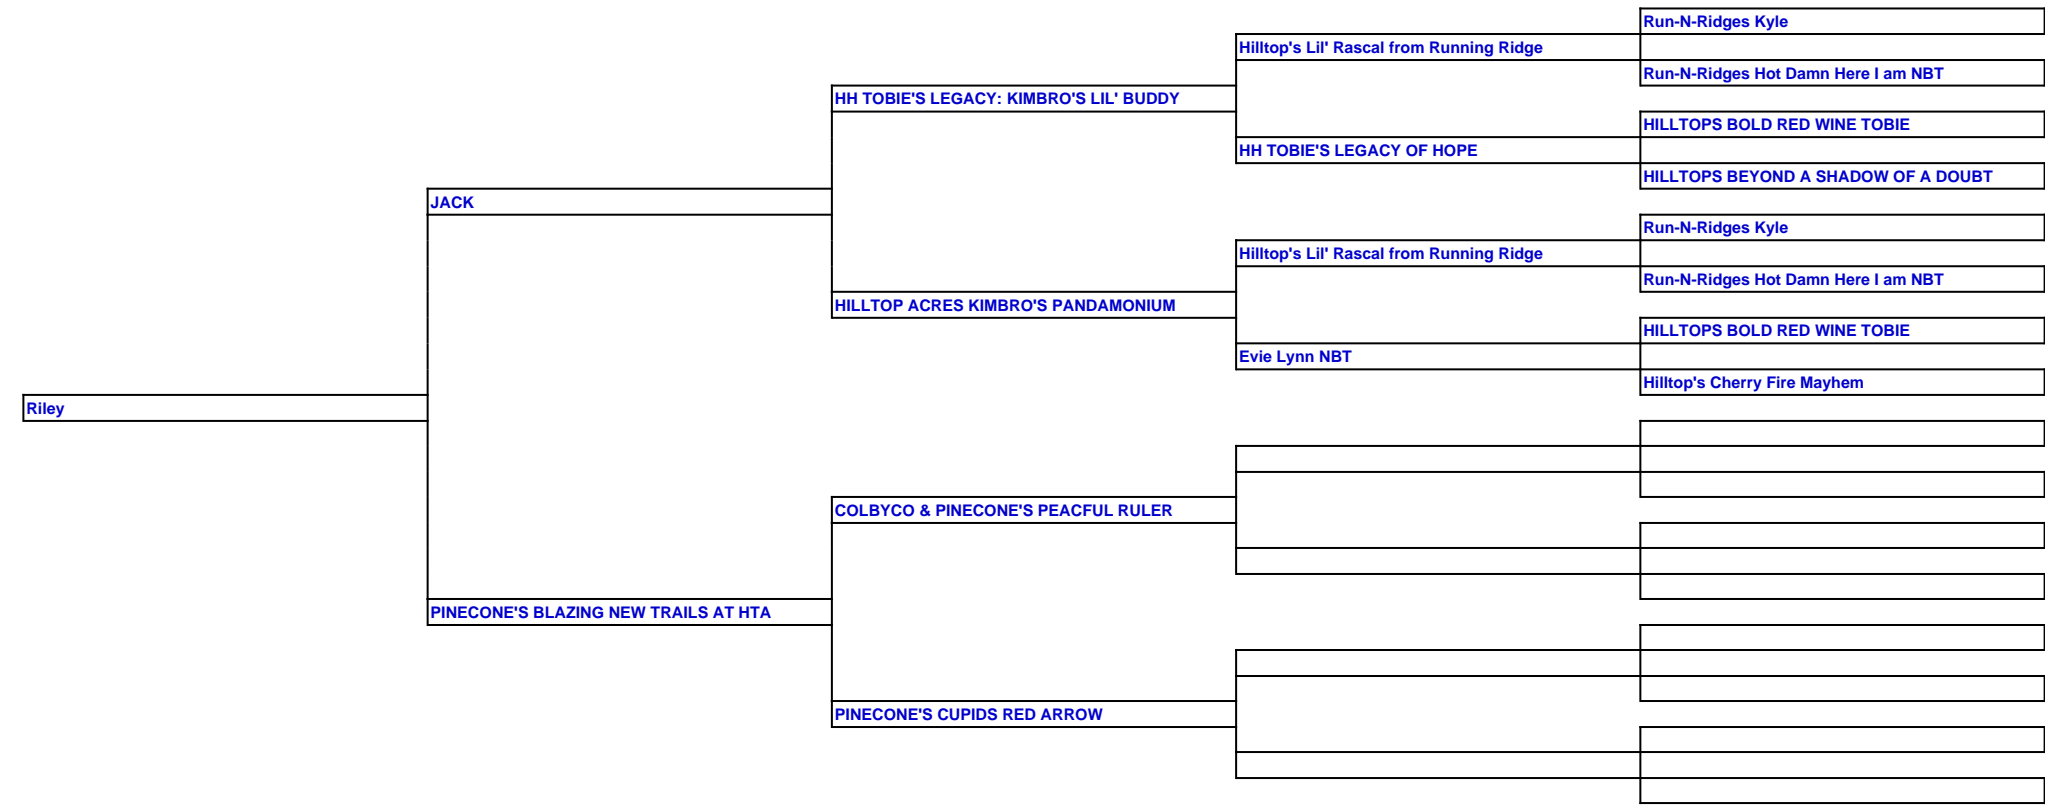 Run-N-Ridges Kyle
Hilltop's Lil' Rascal from Running Ridge
Run-N-Ridges Hot Damn Here I am NBT
HH TOBIE'S LEGACY: KIMBRO'S LIL' BUDDY
HILLTOPS BOLD RED WINE TOBIE
HH TOBIE'S LEGACY OF HOPE
HILLTOPS BEYOND A SHADOW OF A DOUBT
JACK
Run-N-Ridges Kyle
Hilltop's Lil' Rascal from Running Ridge
Run-N-Ridges Hot Damn Here I am NBT
HILLTOP ACRES KIMBRO'S PANDAMONIUM
HILLTOPS BOLD RED WINE TOBIE
Evie Lynn NBT
Hilltop's Cherry Fire Mayhem
Riley
COLBYCO & PINECONE'S PEACFUL RULER
PINECONE'S BLAZING NEW TRAILS AT HTA
PINECONE'S CUPIDS RED ARROW